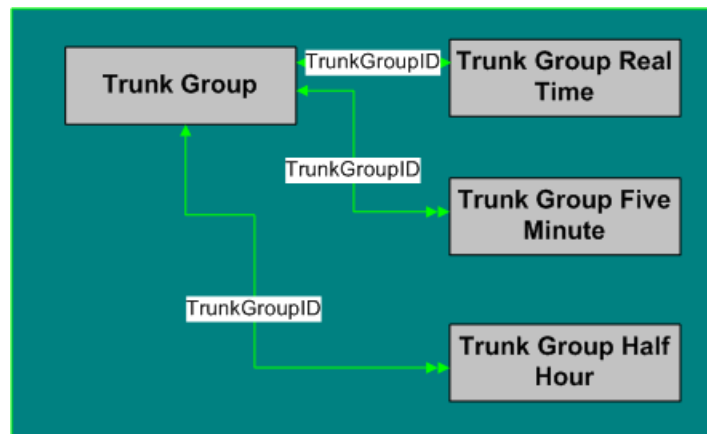 Trunk Group
TrunkGroupID
Trunk Group Real
Time
TrunkGroupID
Trunk Group Five
Minute
TrunkGroupID
Trunk Group Half
Hour